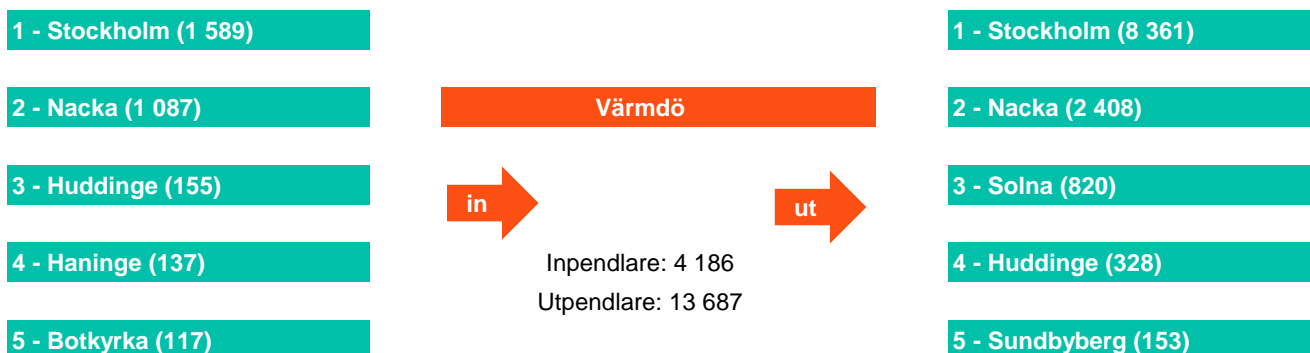 1 - Stockholm (1 589)
2 - Nacka (1 087)
3 - Huddinge (155)
4 - Haninge (137)
5 - Botkyrka (117)
Värmdö
in
ut
Inpendlare: 4 186
Utpendlare: 13 687
1 - Stockholm (8 361)
2 - Nacka (2 408)
3 - Solna (820)
4 - Huddinge (328)
5 - Sundbyberg (153)